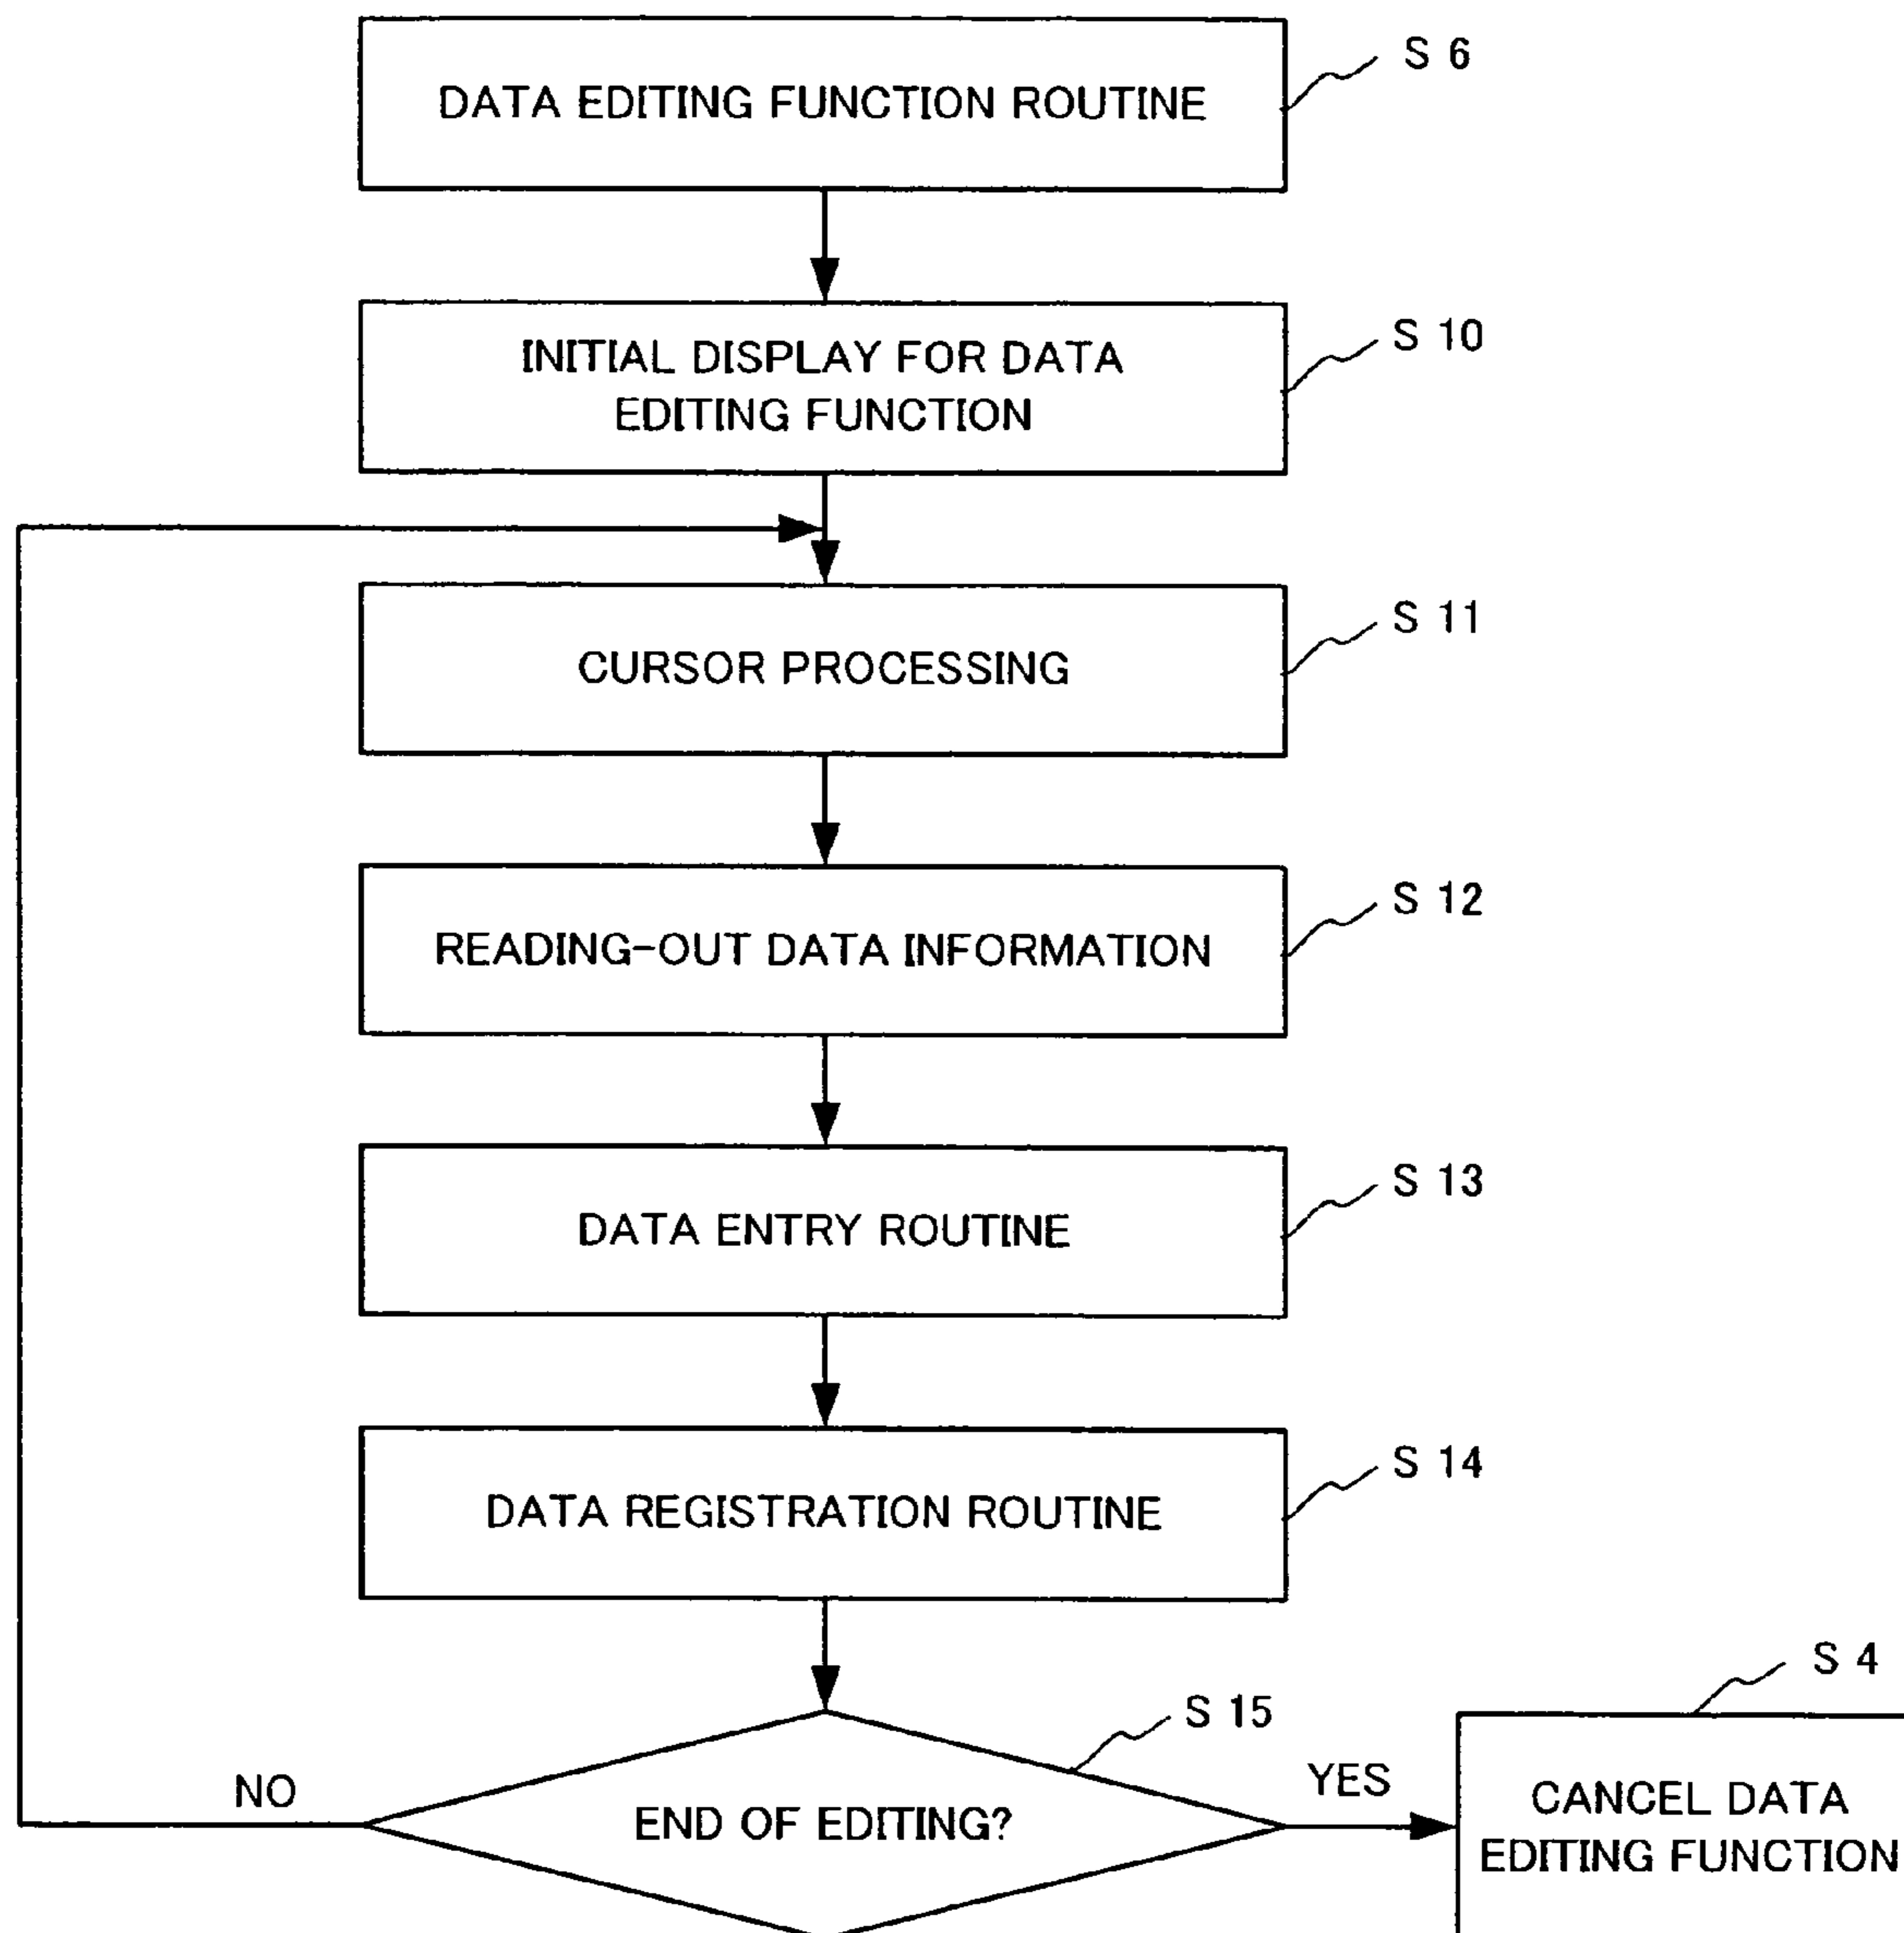 S 6
DATA EDITING FUNCTION ROUTINE
S 10
INITIAL DISPLAY FOR DATA
EDITING FUNCTION
S 11
CURSOR PROCESSING
S 12
READING-OUT DATA INFORMATION
S 13
DATA ENTRY ROUTINE
S 14
DATA REGISTRATION ROUTINE
S 15
END OF EDITING?
NO
YES
S 4
CANCEL DATA
EDITING FUNCTION